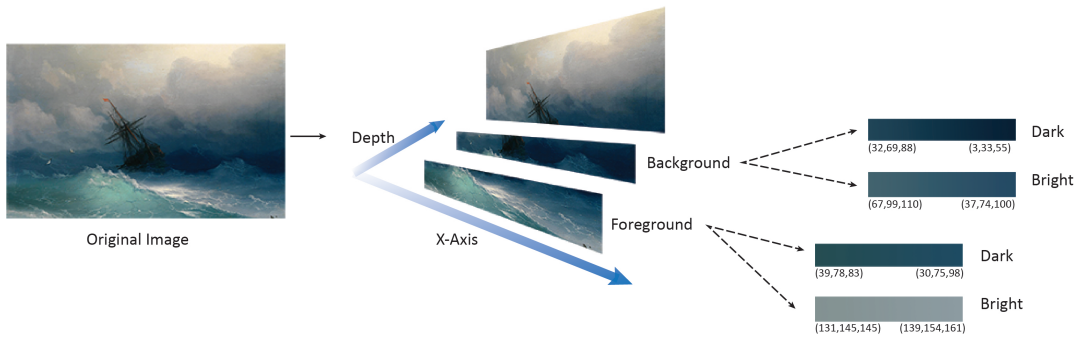 Original Image
Depth
X-Axis
Background
Foreground
Dark
(32,69,88) (3,33,55)
Bright
(67,99,110) (37,74,100)
Dark
(39,78,83) (30,75,98)
Bright
(131,145,145) (139,154,161)